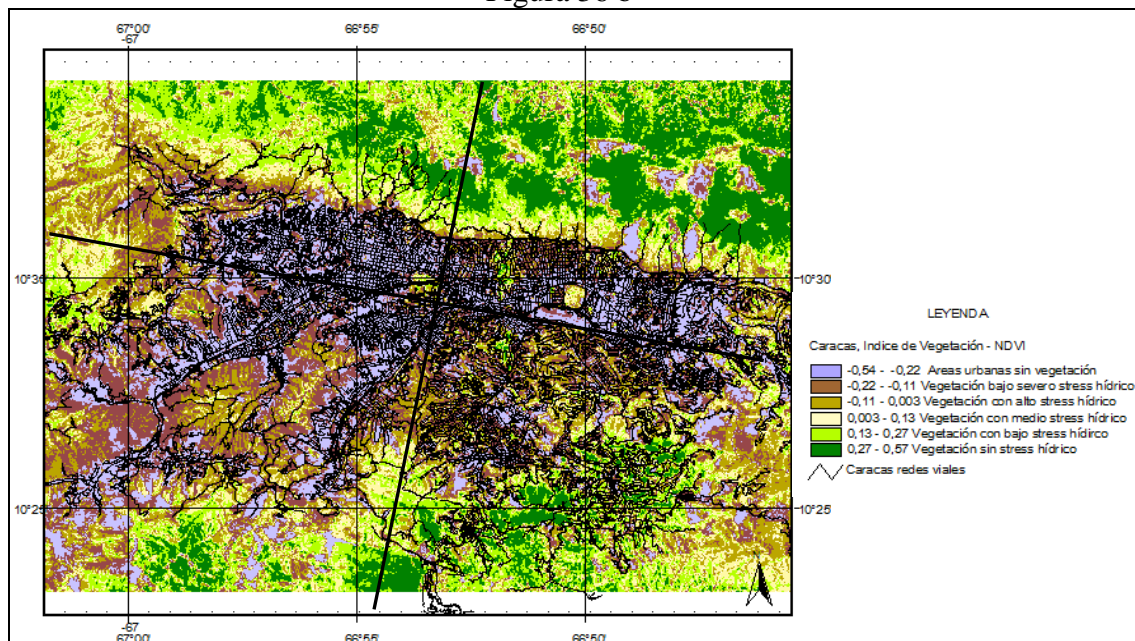 67°00'
-67
66°55'
66°50'
10°30'
10°30
10°25
10°25'
LEYENDA
Caracas, Indice de Vegetación - NDVI
-0,54 - -0,22 Areas urbanas sin vegetación
-0,22 - -0,11 Vegetación bajo severo stress hídrico
-0,11 - 0,003 Vegetación con alto stress hídrico
0,003 - 0,13 Vegetación con medio stress hídrico
0,13 - 0,27 Vegetación con bajo stress hídirco
0,27 - 0,57 Vegetación sin stress hídrico
Caracas redes viales
-67
67°00'
66°55'
66°50'